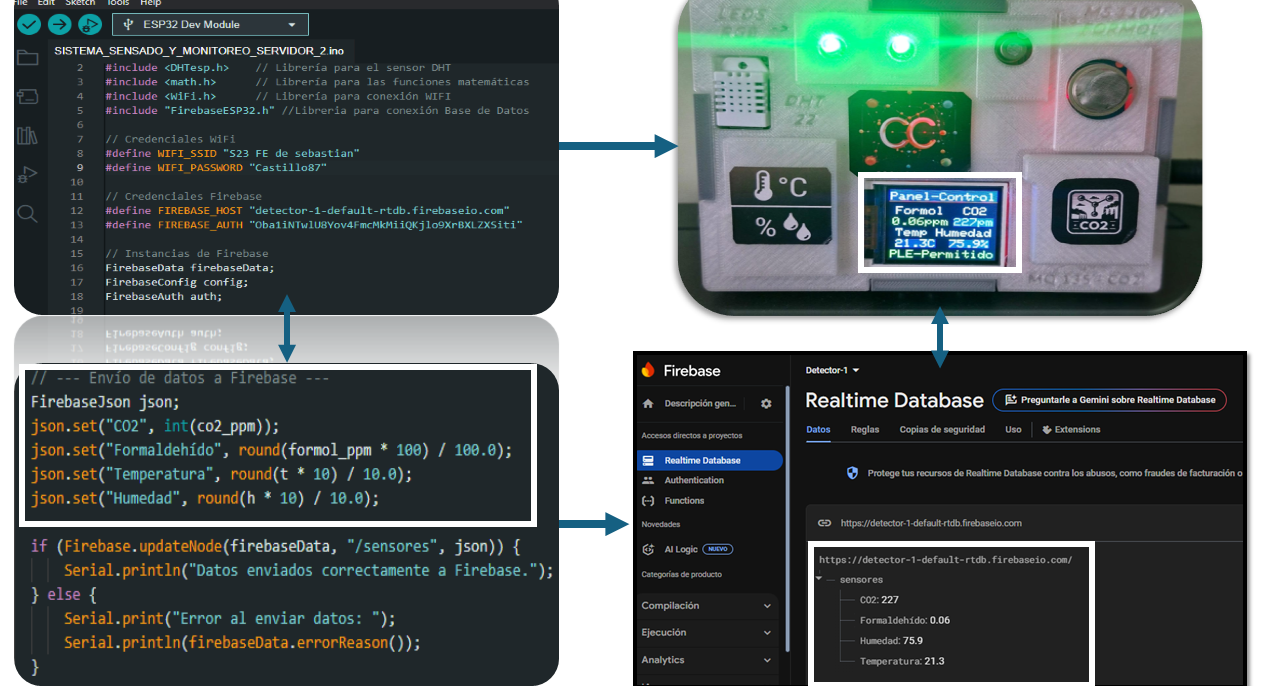 File Edit Sketch Tools Help
ESP32 Dev Module
SISTEMA_SENSADO_Y_MONITOREO_SERVIDOR_2.ino
2 #include <DHTesp.h> // Librería para el sensor DHT
3 #include <math.h> // Librería para las funciones matemáticas
4 #include <WiFi.h> // Librería para conexión WIFI
5 #include "FirebaseESP32.h" //Libreria para conexión Base de Datos
6
7 // Credenciales WiFi
8 #define WIFI_SSID "S23 FE de sebastian"
9 #define WIFI_PASSWORD "Castillo87"
10
11 // Credenciales Firebase
12 #define FIREBASE_HOST "detector-1-default-rtdb.firebaseio.com"
13 #define FIREBASE_AUTH
14
15 // Instancias de Firebase
16 FirebaseData firebaseData;
17 FirebaseConfig config;
18 FirebaseAuth auth;
19
// --- Envío de datos a Firebase ---
FirebaseJson json;
json.set("CO2", int(co2_ppm));
json.set("Formaldehído", round(formol_ppm * 100) / 100.0);
json.set("Temperatura", round(t * 10) / 10.0);
json.set("Humedad", round(h * 10) / 10.0);
if (Firebase.updateNode(firebaseData, "/sensores", json)) {
Serial.println("Datos enviados correctamente a Firebase.");
} else {
Serial.print("Error al enviar datos: ");
Serial.println(firebaseData.errorReason());
}
DHT
22
CC
°C
%
Panel-Control
Formol CO2
0.06ppm 227ppm
Temp Humedad
21.3C 75.9%
PLE-Permitido
CO2
MQ 135 - CO2
Firebase
Descripción gen...
Accesos directos a proyectos
Realtime Database
Authentication
Functions
Novedades
AI Logic NUEVO
Categorías de producto
Compilación
Ejecución
Analytics
Detector-1
Realtime Database
Preguntarle a Gemini sobre Realtime Database
Datos Reglas Copias de seguridad Uso Extensions
Protege tus recursos de Realtime Database contra los abusos, como fraudes de facturación o
https://detector-1-default-rtdb.firebaseio.com
https://detector-1-default-rtdb.firebaseio.com/
sensores
CO2: 227
Formaldehído: 0.06
Humedad: 75.9
Temperatura: 21.3